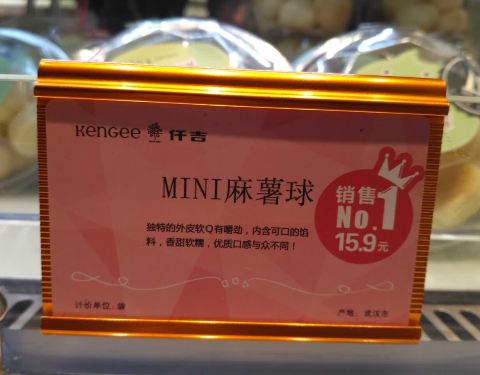 KenGee 仟吉
MINI麻薯球
独特的外皮软Q有嚼劲，内含可口的馅
料，香甜软糯，优质口感与众不同！
销售
No.1
15.9元
计价单位：袋
产地：武汉市